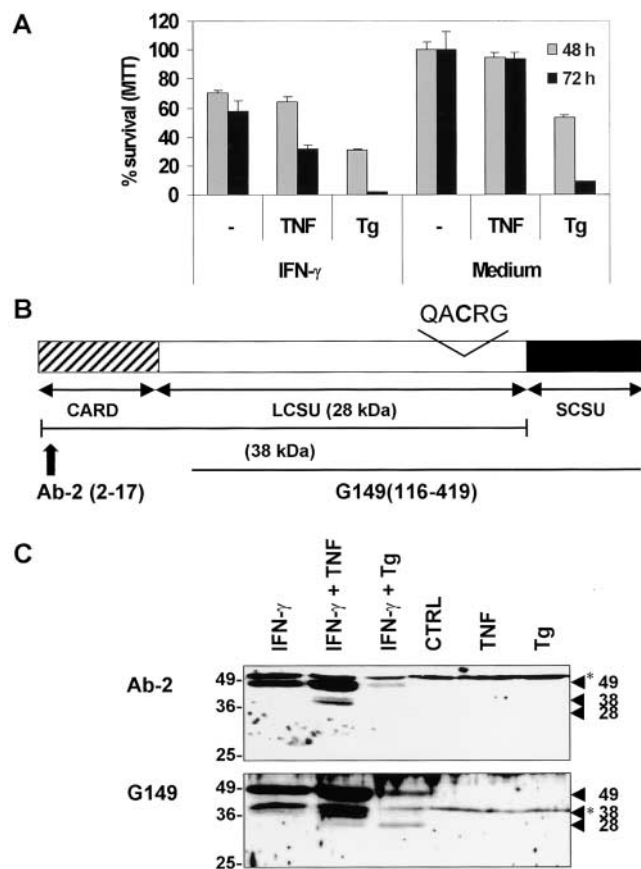 A
% survival (MTT)
120
100
80
60
40
20
0
48 h
72 h
- TNF Tg - TNF Tg
IFN-γ Medium
B
QACRG
CARD LCSU (28 kDa) SCSU
(38 kDa)
Ab-2 (2-17) G149(116-419)
C
IFN-γ
IFN-γ + TNF
IFN-γ + Tg
CTRL
TNF
Tg
Ab-2
49-
36-
25-
*
49
38
28
G149
49-
36-
25-
49
*
38
28